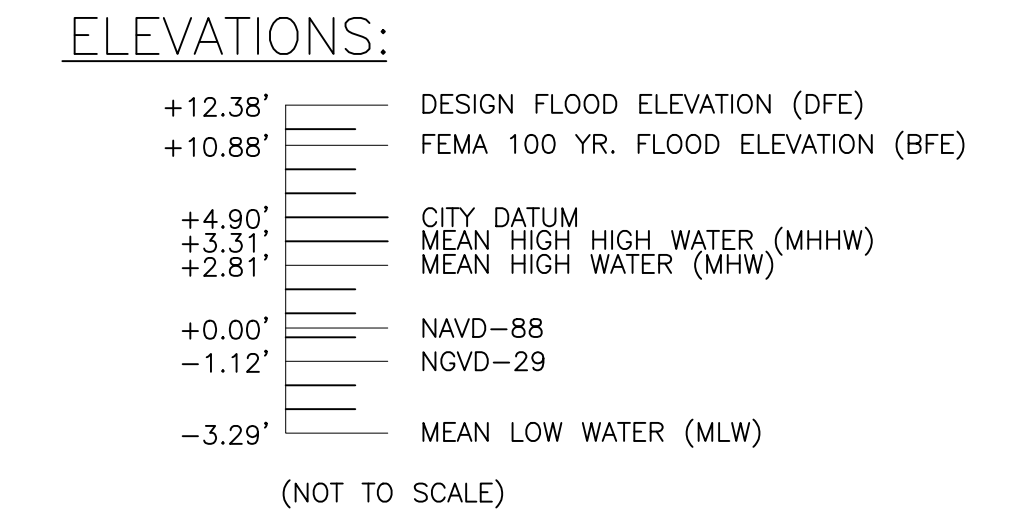 ELEVATIONS:
+12.38' DESIGN FLOOD ELEVATION (DFE)
+10.88' FEMA 100 YR. FLOOD ELEVATION (BFE)
+4.90' CITY DATUM
+3.31' MEAN HIGH HIGH WATER (MHHW)
+2.81' MEAN HIGH WATER (MHW)
+0.00' NAVD-88
-1.12' NGVD-29
-3.29' MEAN LOW WATER (MLW)
(NOT TO SCALE)